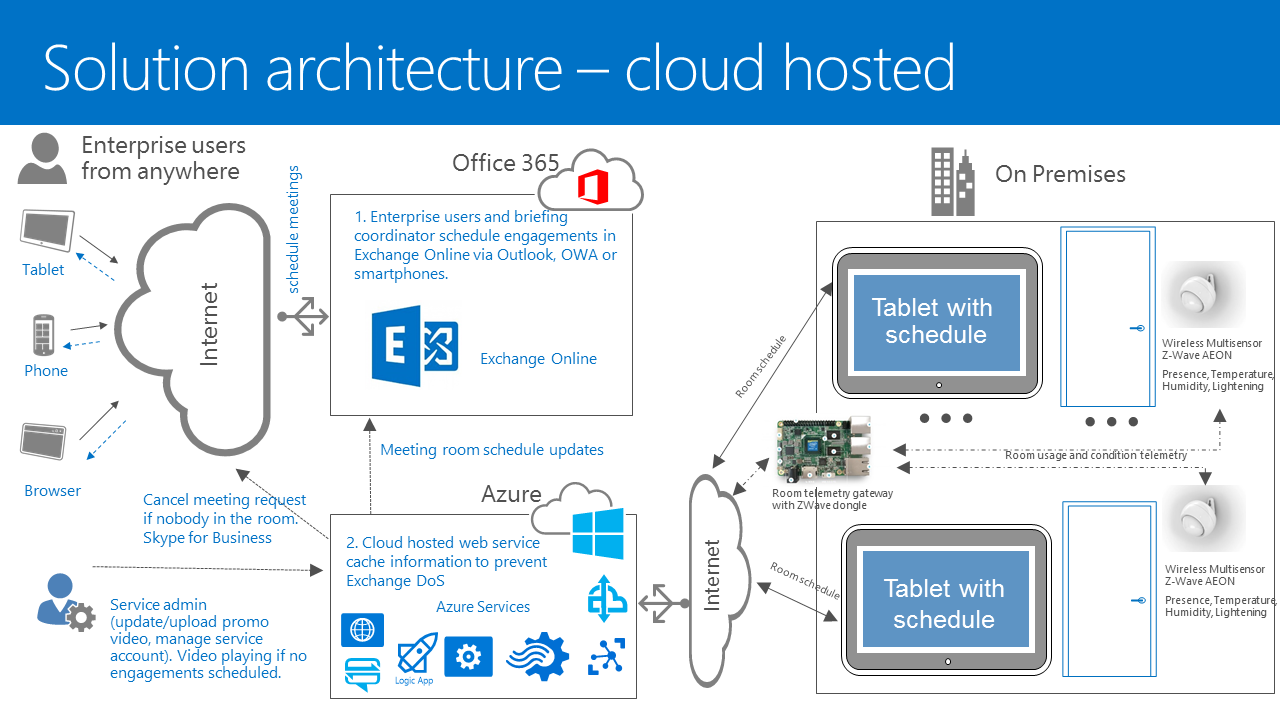 Solution architecture – cloud hosted
Enterprise users
from anywhere
Tablet
Phone
Browser
Internet
schedule meetings
Office 365
1. Enterprise users and briefing
coordinator schedule engagements in
Exchange Online via Outlook, OWA or
smartphones.
E
Exchange Online
Meeting room schedule updates
Cancel meeting request
if nobody in the room.
Skype for Business
Service admin
(update/upload promo
video, manage service
account). Video playing if no
engagements scheduled.
Azure
2. Cloud hosted web service
cache information to prevent
Exchange DoS
Azure Services
Logic App
Internet
On Premises
Room schedule
Tablet with
schedule
Wireless Multisensor
Z-Wave AEON
Presence, Temperature,
Humidity, Lightening
Room telemetry gateway
with ZWave dongle
Room usage and condition telemetry
Room schedule
Tablet with
schedule
Wireless Multisensor
Z-Wave AEON
Presence, Temperature,
Humidity, Lightening